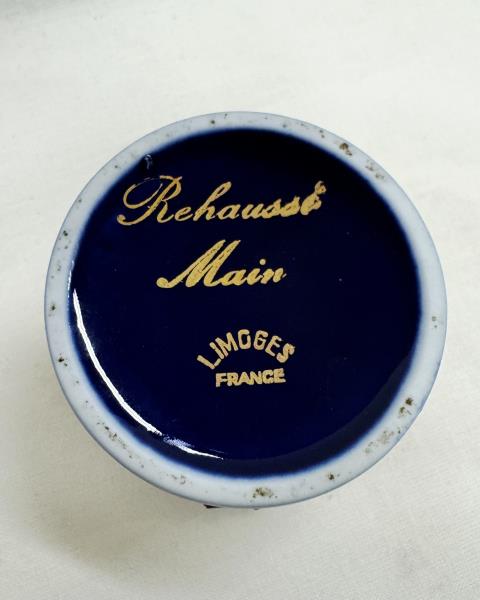 Rehaussé
Main
LIMOGES
FRANCE